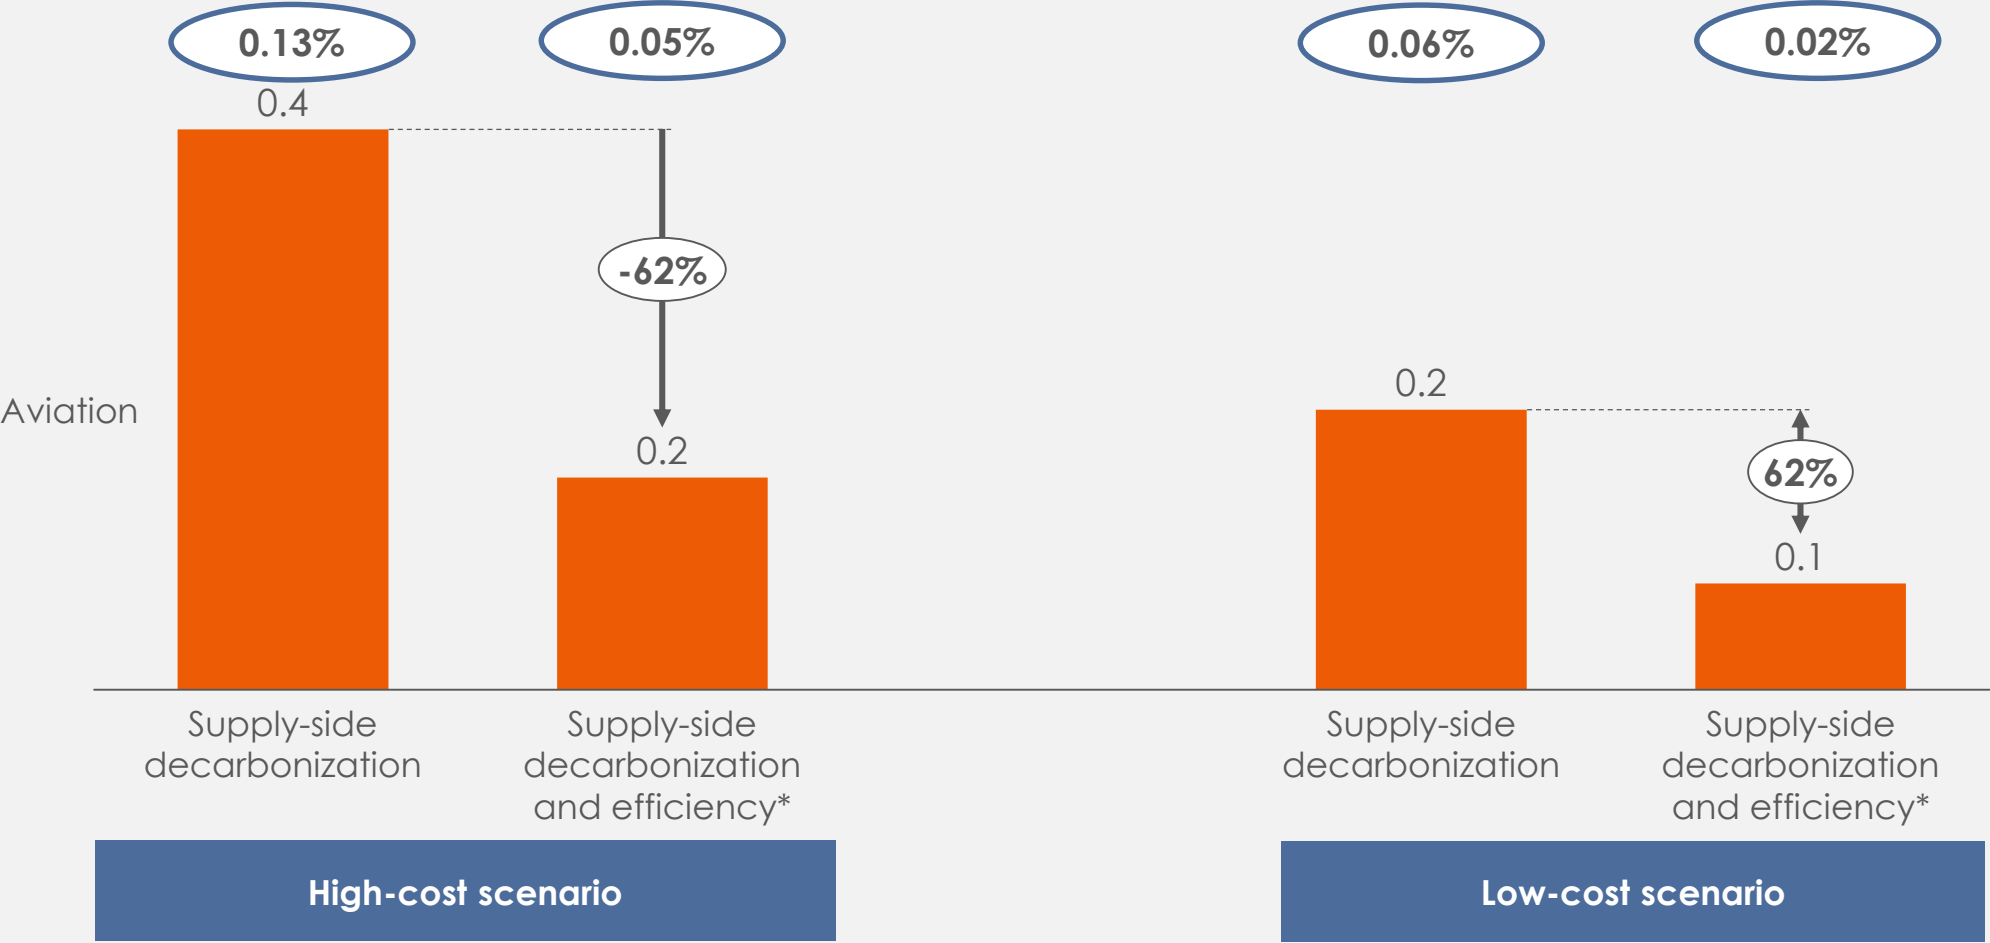 0.13%
0.05%
0.06%
0.02%
0.4
-62%
0.2
Aviation
0.2
62%
0.1
Supply-side
decarbonization
Supply-side
decarbonization
and efficiency*
Supply-side
decarbonization
Supply-side
decarbonization
and efficiency*
High-cost scenario
Low-cost scenario